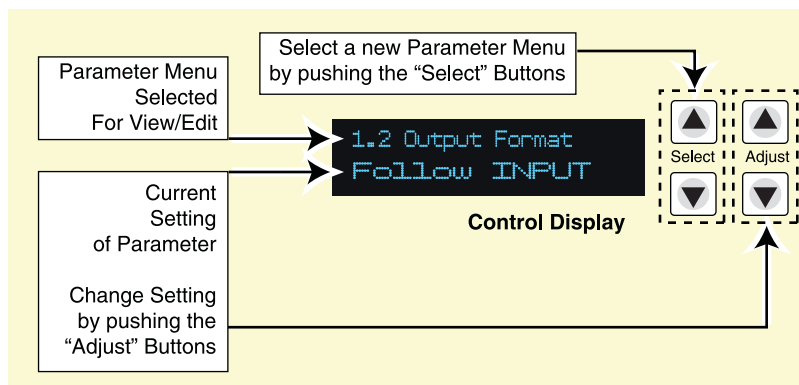 Select a new Parameter Menu
by pushing the “Select” Buttons
Parameter Menu
Selected
For View/Edit
1.2 Output Format
Follow INPUT
Select
Adjust
Control Display
Current
Setting
of Parameter
Change Setting
by pushing the
“Adjust” Buttons